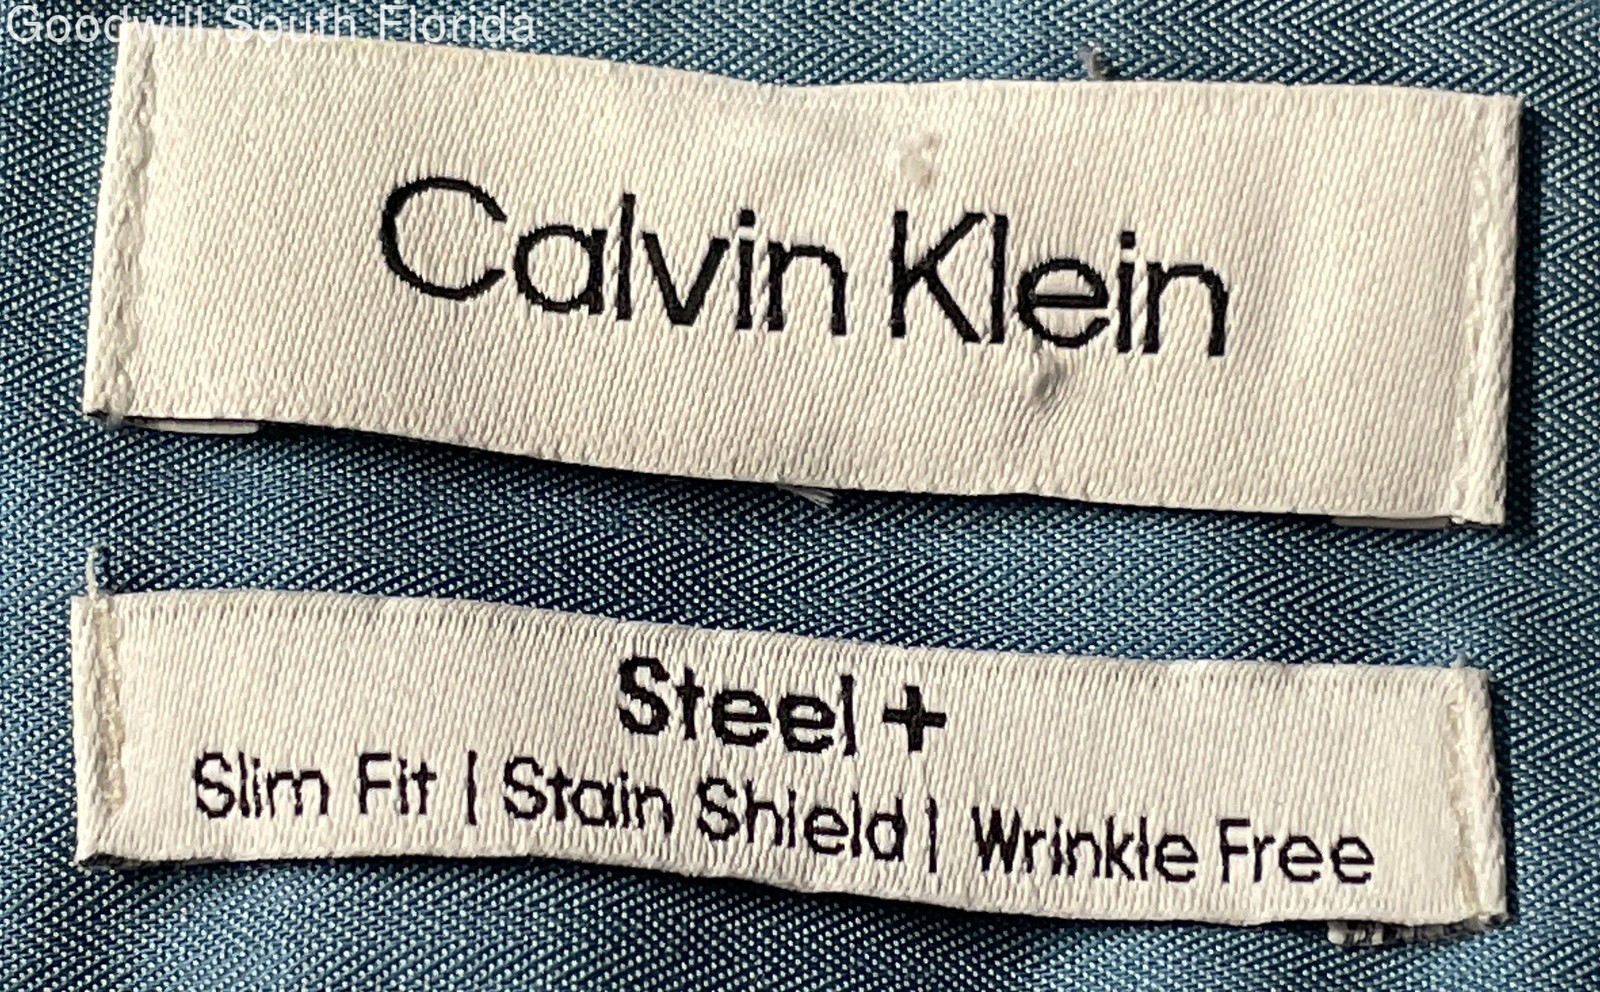 Goodwill South Florida
Calvin Klein
Steel +
Slim Fit | Stain Shield | Wrinkle Free